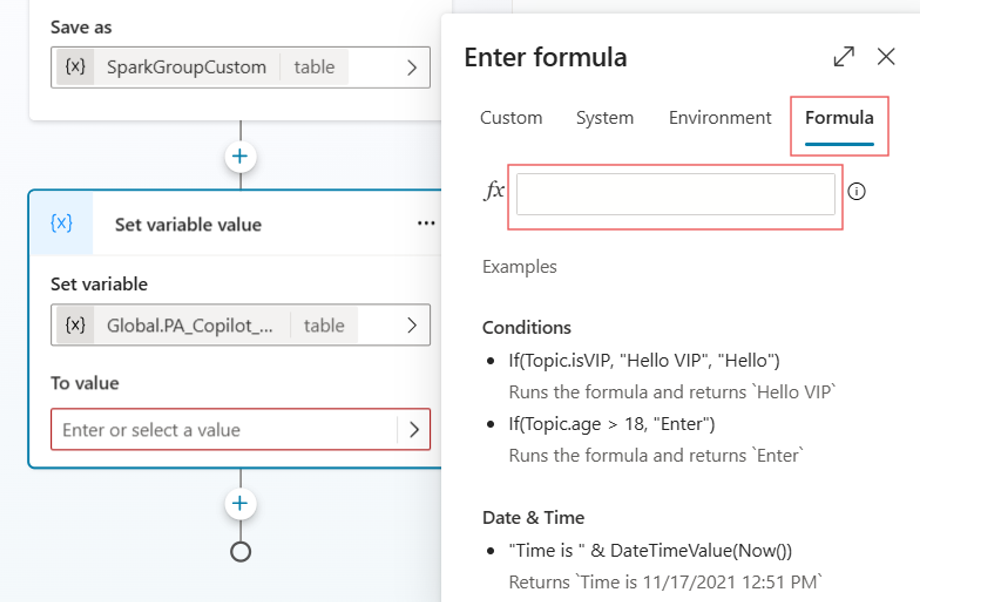 Save as
{x} SparkGroupCustom table
Set variable value
Set variable
{x} Global.PA_Copilot_... table
To value
Enter or select a value
Enter formula
Custom System Environment Formula
fx
Examples
Conditions
• If(Topic.isVIP, "Hello VIP", "Hello")
Runs the formula and returns `Hello VIP`
• If(Topic.age > 18, "Enter")
Runs the formula and returns `Enter`
Date & Time
• "Time is " & DateTimeValue(Now())
Returns `Time is 11/17/2021 12:51 PM`